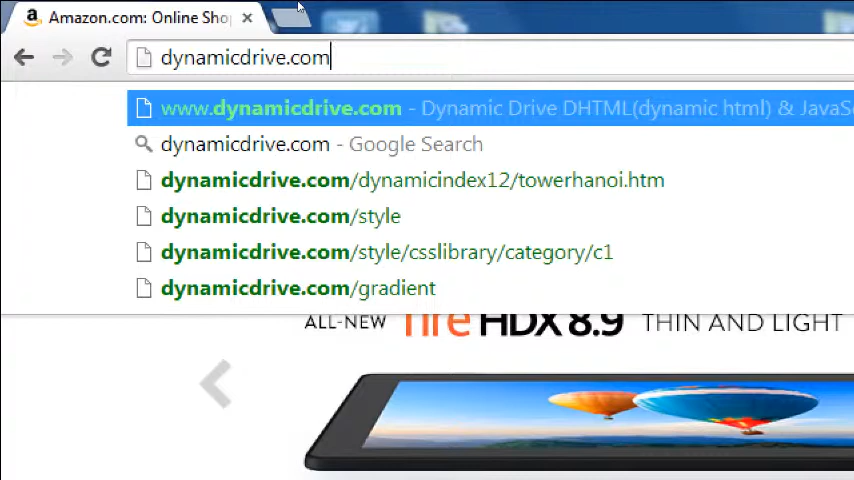 Amazon.com: Online Sho
dynamicdrive.com
www.dynamicdrive.com - Dynamic Drive DHTML(dynamic html) & JavaS
dynamicdrive.com - Google Search
dynamicdrive.com/dynamicindex12/towerhanoi.htm
dynamicdrive.com/style
dynamicdrive.com/style/csslibrary/category/c1
dynamicdrive.com/gradient
ALL-NEW fire HDX 8.9 THIN AND LIGHT